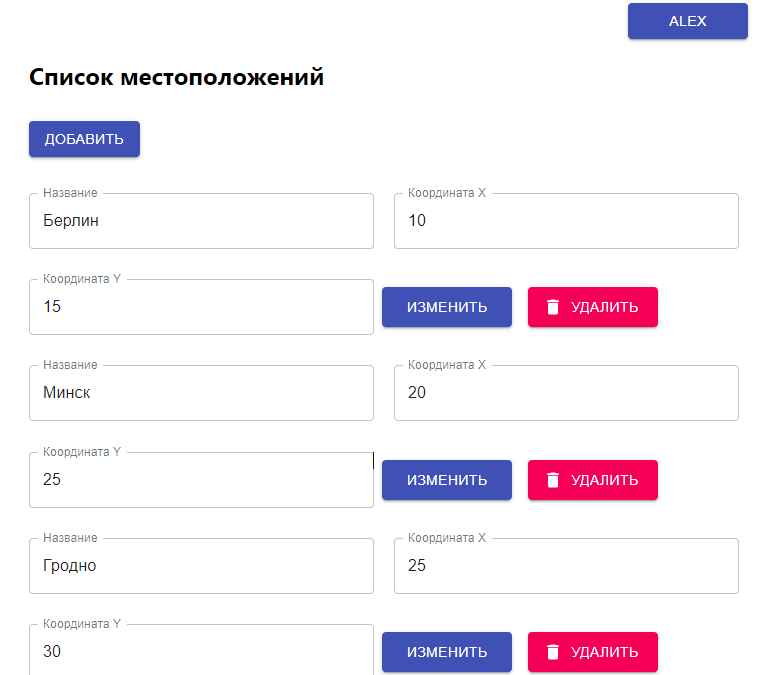 ALEX
Список местоположений
ДОБАВИТЬ
Название Координата X
Берлин 10
Координата Y
15 ИЗМЕНИТЬ УДАЛИТЬ
Название Координата X
Минск 20
Координата Y
25 ИЗМЕНИТЬ УДАЛИТЬ
Название Координата X
Гродно 25
Координата Y
30 ИЗМЕНИТЬ УДАЛИТЬ